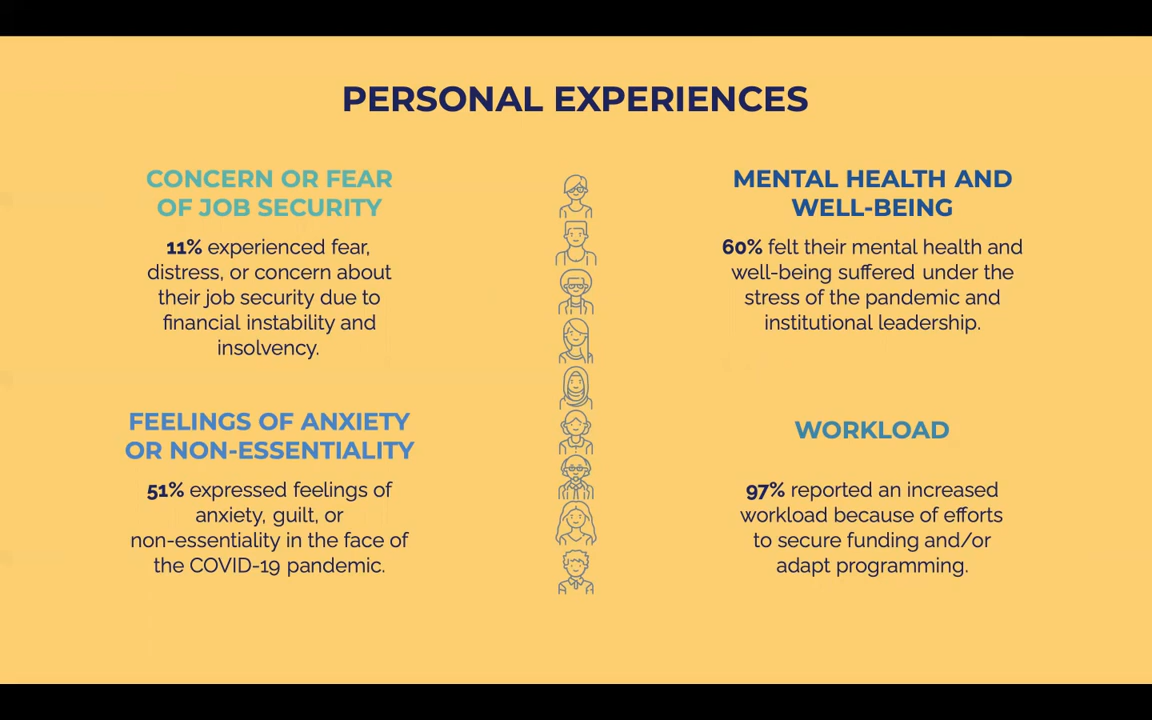 PERSONAL EXPERIENCES
CONCERN OR FEAR
OF JOB SECURITY
11% experienced fear,
distress, or concern about
their job security due to
financial instability and
insolvency.
FEELINGS OF ANXIETY
OR NON-ESSENTIALITY
51% expressed feelings of
anxiety, guilt, or
non-essentiality in the face of
the COVID-19 pandemic.
MENTAL HEALTH AND
WELL-BEING
60% felt their mental health and
well-being suffered under the
stress of the pandemic and
institutional leadership.
WORKLOAD
97% reported an increased
workload because of efforts
to secure funding and/or
adapt programming.